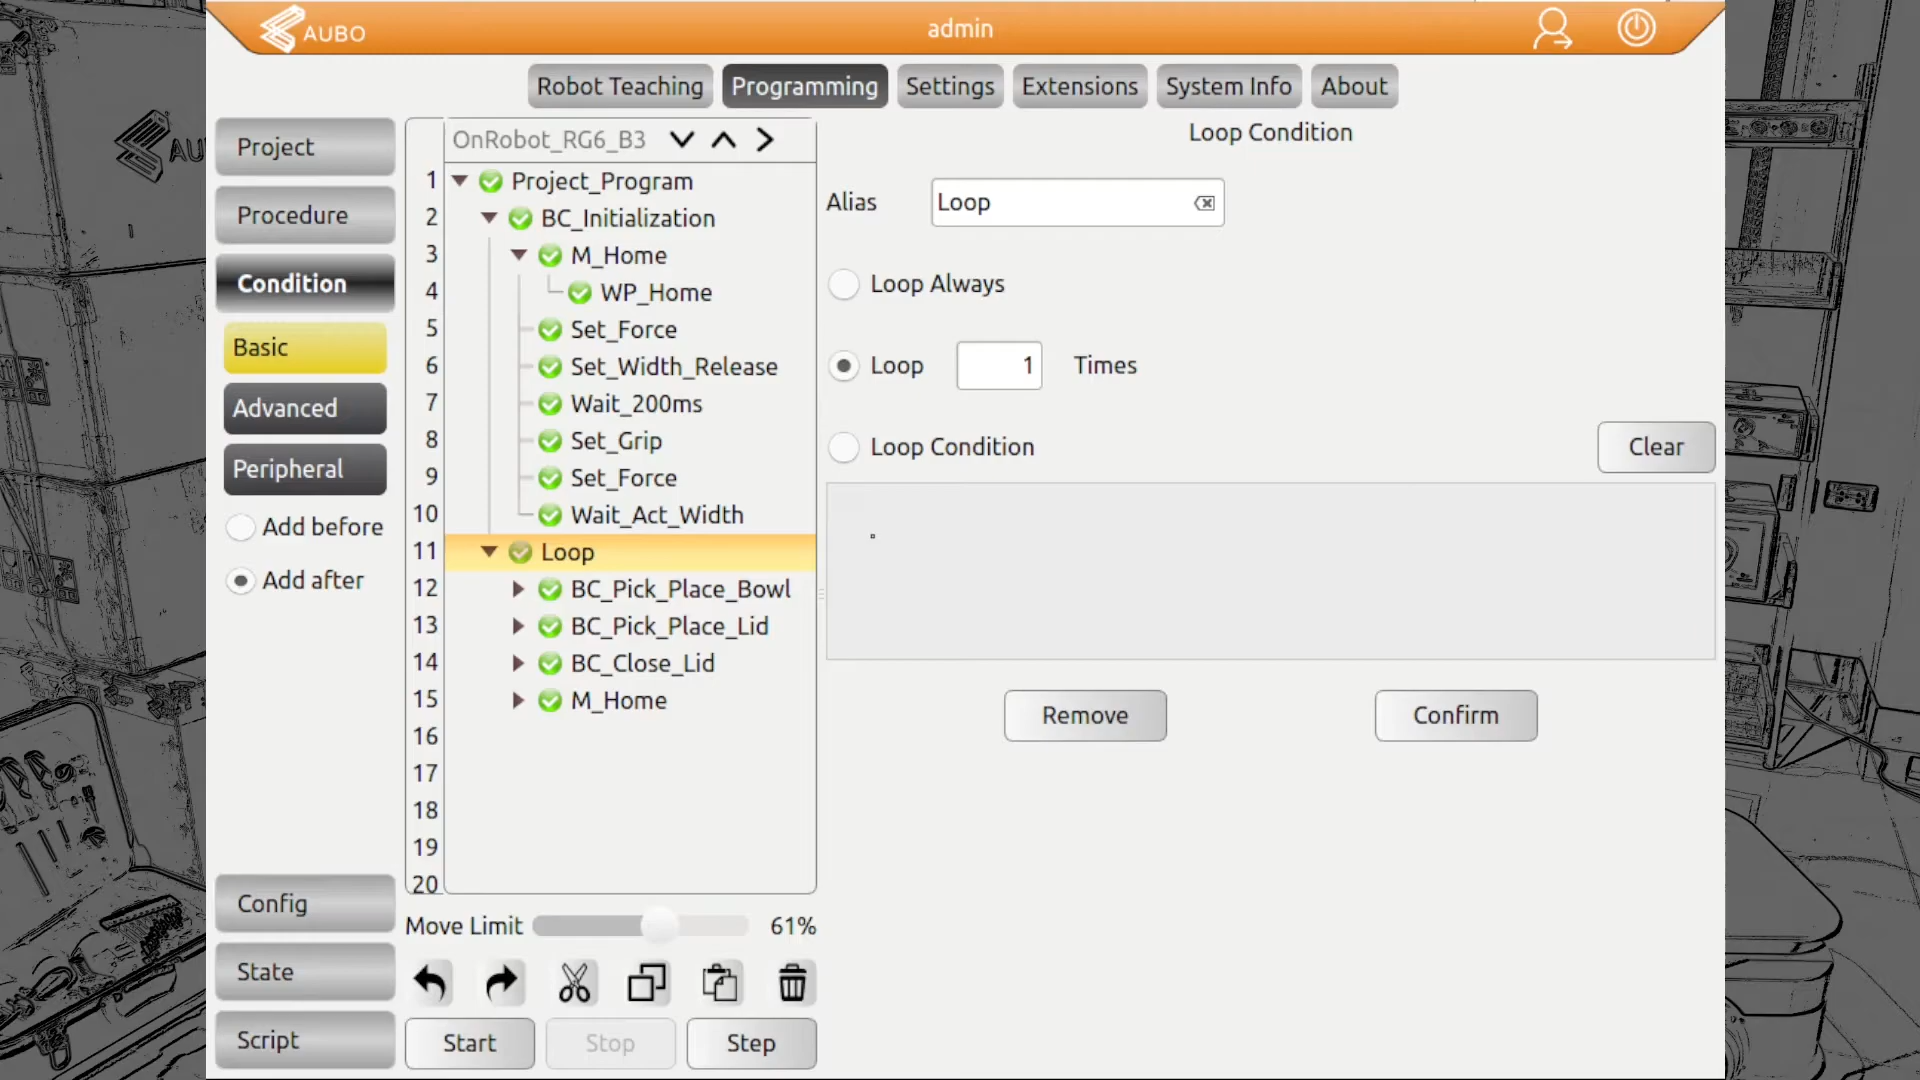 AUBO
admin
Robot Teaching Programming Settings Extensions System Info About
Project
Procedure
Condition
Basic
Advanced
Peripheral
Add before
Add after
Config
State
Script
OnRobot_RG6_B3
1 Project_Program
2 BC_Initialization
3 M_Home
4 WP_Home
5 Set_Force
6 Set_Width_Release
7 Wait_200ms
8 Set_Grip
9 Set_Force
10 Wait_Act_Width
11 Loop
12 BC_Pick_Place_Bowl
13 BC_Pick_Place_Lid
14 BC_Close_Lid
15 M_Home
16
17
18
19
20
Move Limit 61%
Start Stop Step
Loop Condition
Alias Loop
Loop Always
Loop 1 Times
Loop Condition Clear
Remove Confirm
AU